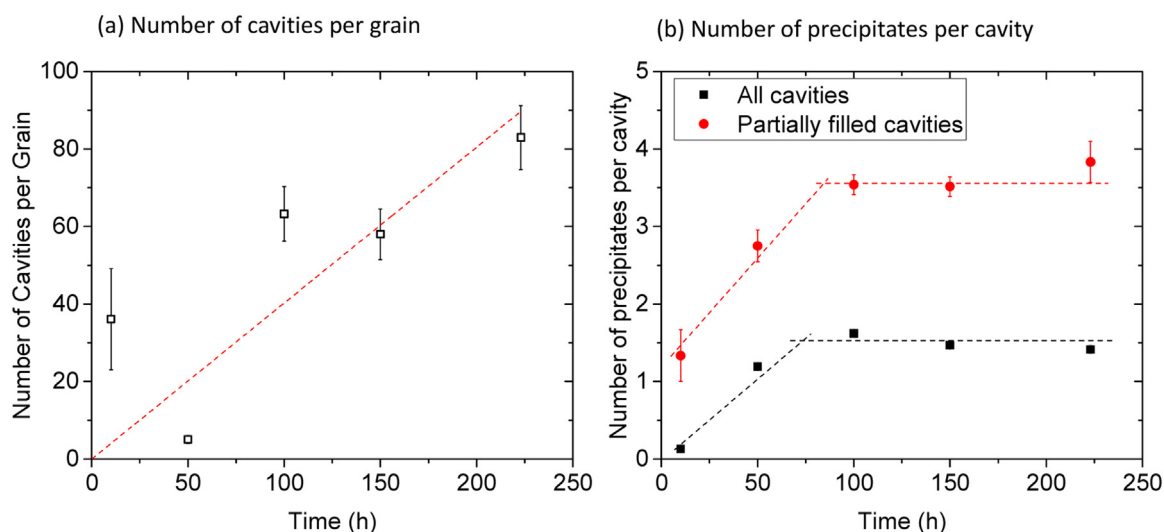 (a) Number of cavities per grain
Number of Cavities per Grain
100
80
60
40
20
0
0 50 100 150 200 250
Time (h)
(b) Number of precipitates per cavity
All cavities
Partially filled cavities
Number of precipitates per cavity
5
4
3
2
1
0
0 50 100 150 200 250
Time (h)